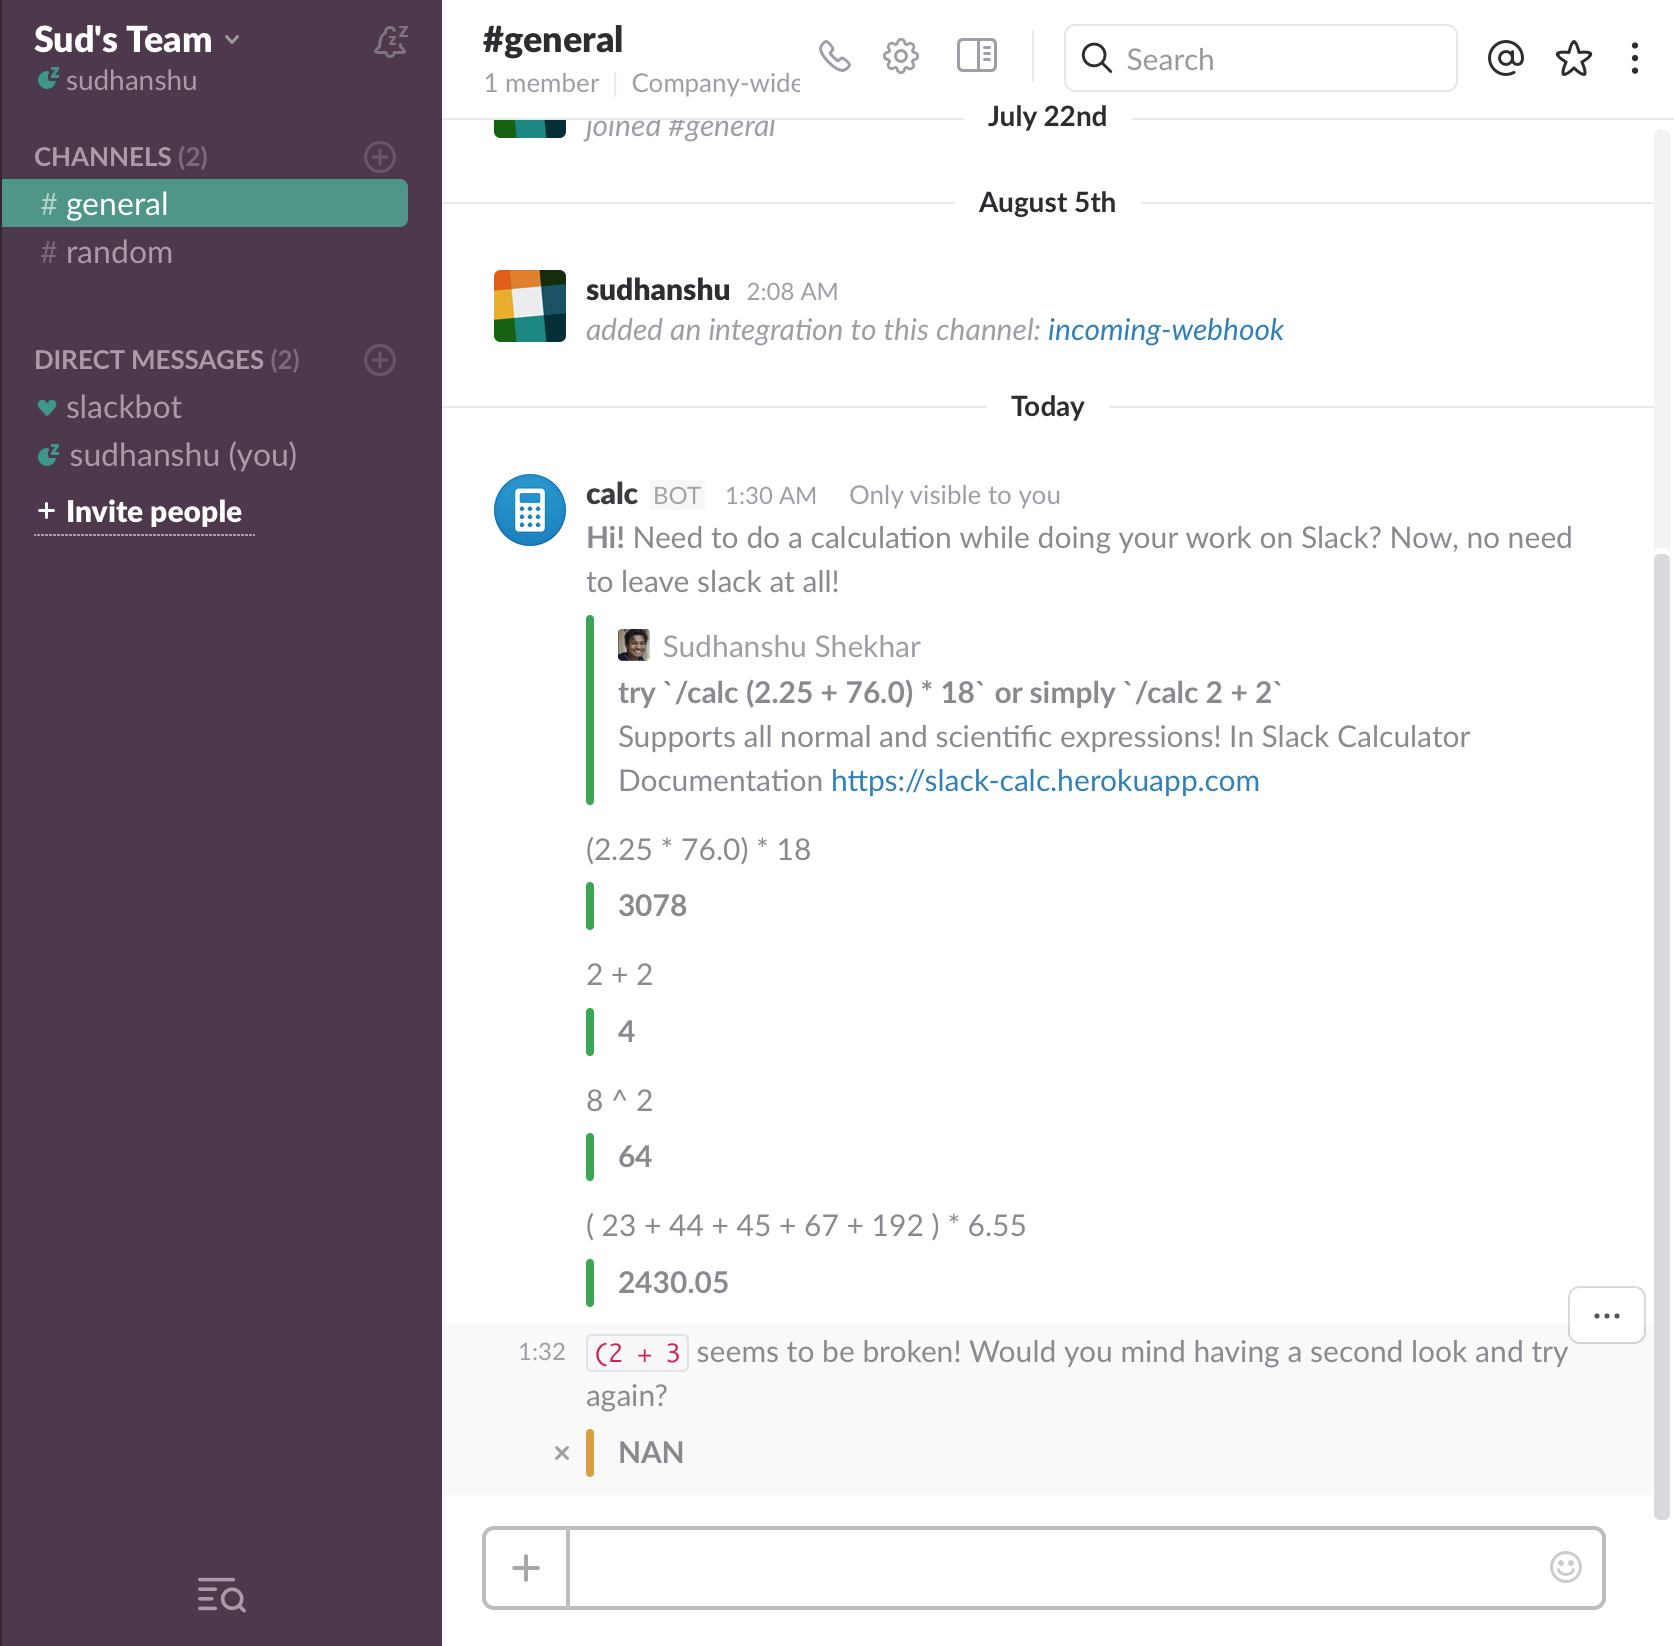 Sud's Team
sudhanshu
CHANNELS (2)
# general
# random
DIRECT MESSAGES (2)
slackbot
sudhanshu (you)
+ Invite people
#general
1 member
Company-wide
Search
July 22nd
joined #general
August 5th
sudhanshu 2:08 AM
added an integration to this channel: incoming-webhook
Today
calc BOT 1:30 AM Only visible to you
Hi! Need to do a calculation while doing your work on Slack? Now, no need
to leave slack at all!
Sudhanshu Shekhar
try `/calc (2.25 + 76.0) * 18` or simply `/calc 2 + 2`
Supports all normal and scientific expressions! In Slack Calculator
Documentation https://slack-calc.herokuapp.com
(2.25 * 76.0) * 18
3078
2 + 2
4
8 ^ 2
64
( 23 + 44 + 45 + 67 + 192 ) * 6.55
2430.05
1:32 (2 + 3 seems to be broken! Would you mind having a second look and try
again?
NAN